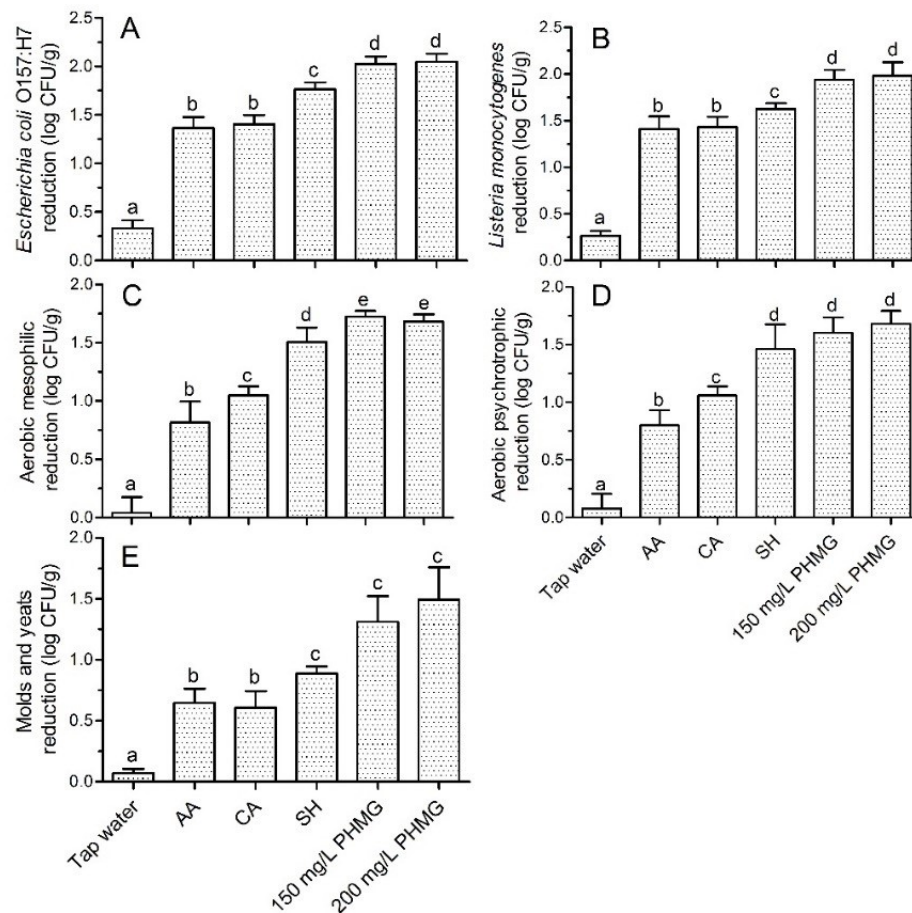 A
Escherichia coli O157:H7
reduction (log CFU/g)
2.5
2.0
1.5
1.0
0.5
0.0
a
b
b
c
d
d
B
Listeria monocytogenes
reduction (log CFU/g)
2.5
2.0
1.5
1.0
0.5
0.0
a
b
b
c
d
d
C
Aerobic mesophilic
reduction (log CFU/g)
2.0
1.5
1.0
0.5
0.0
a
b
c
d
e
e
D
Aerobic psychrotrophic
reduction (log CFU/g)
2.0
1.5
1.0
0.5
0.0
a
b
c
d
d
d
Tap water
AA
CA
SH
150 mg/L PHMG
200 mg/L PHMG
E
Molds and yeats
reduction (log CFU/g)
2.0
1.5
1.0
0.5
0.0
a
b
b
c
c
c
Tap water
AA
CA
SH
150 mg/L PHMG
200 mg/L PHMG